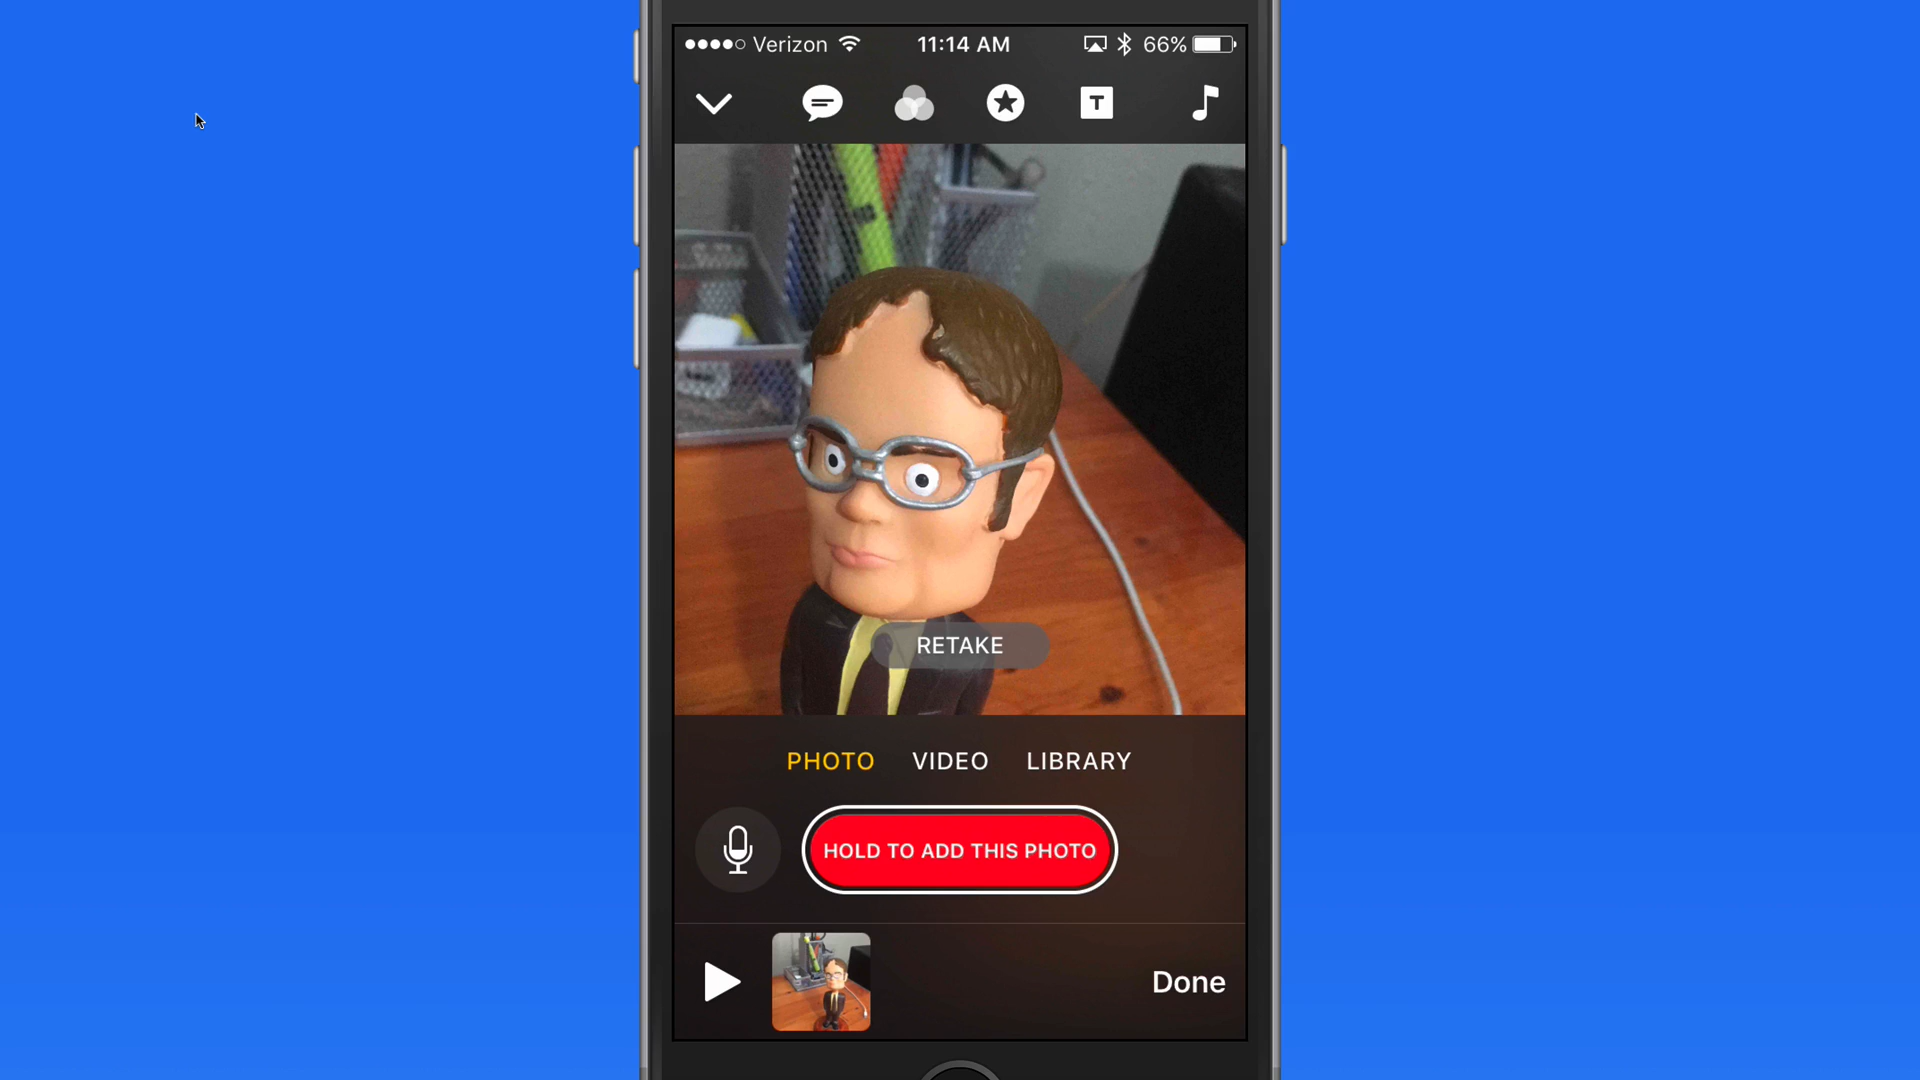 Verizon 11:14 AM 66%
T
RETAKE
PHOTO VIDEO LIBRARY
HOLD TO ADD THIS PHOTO
Done